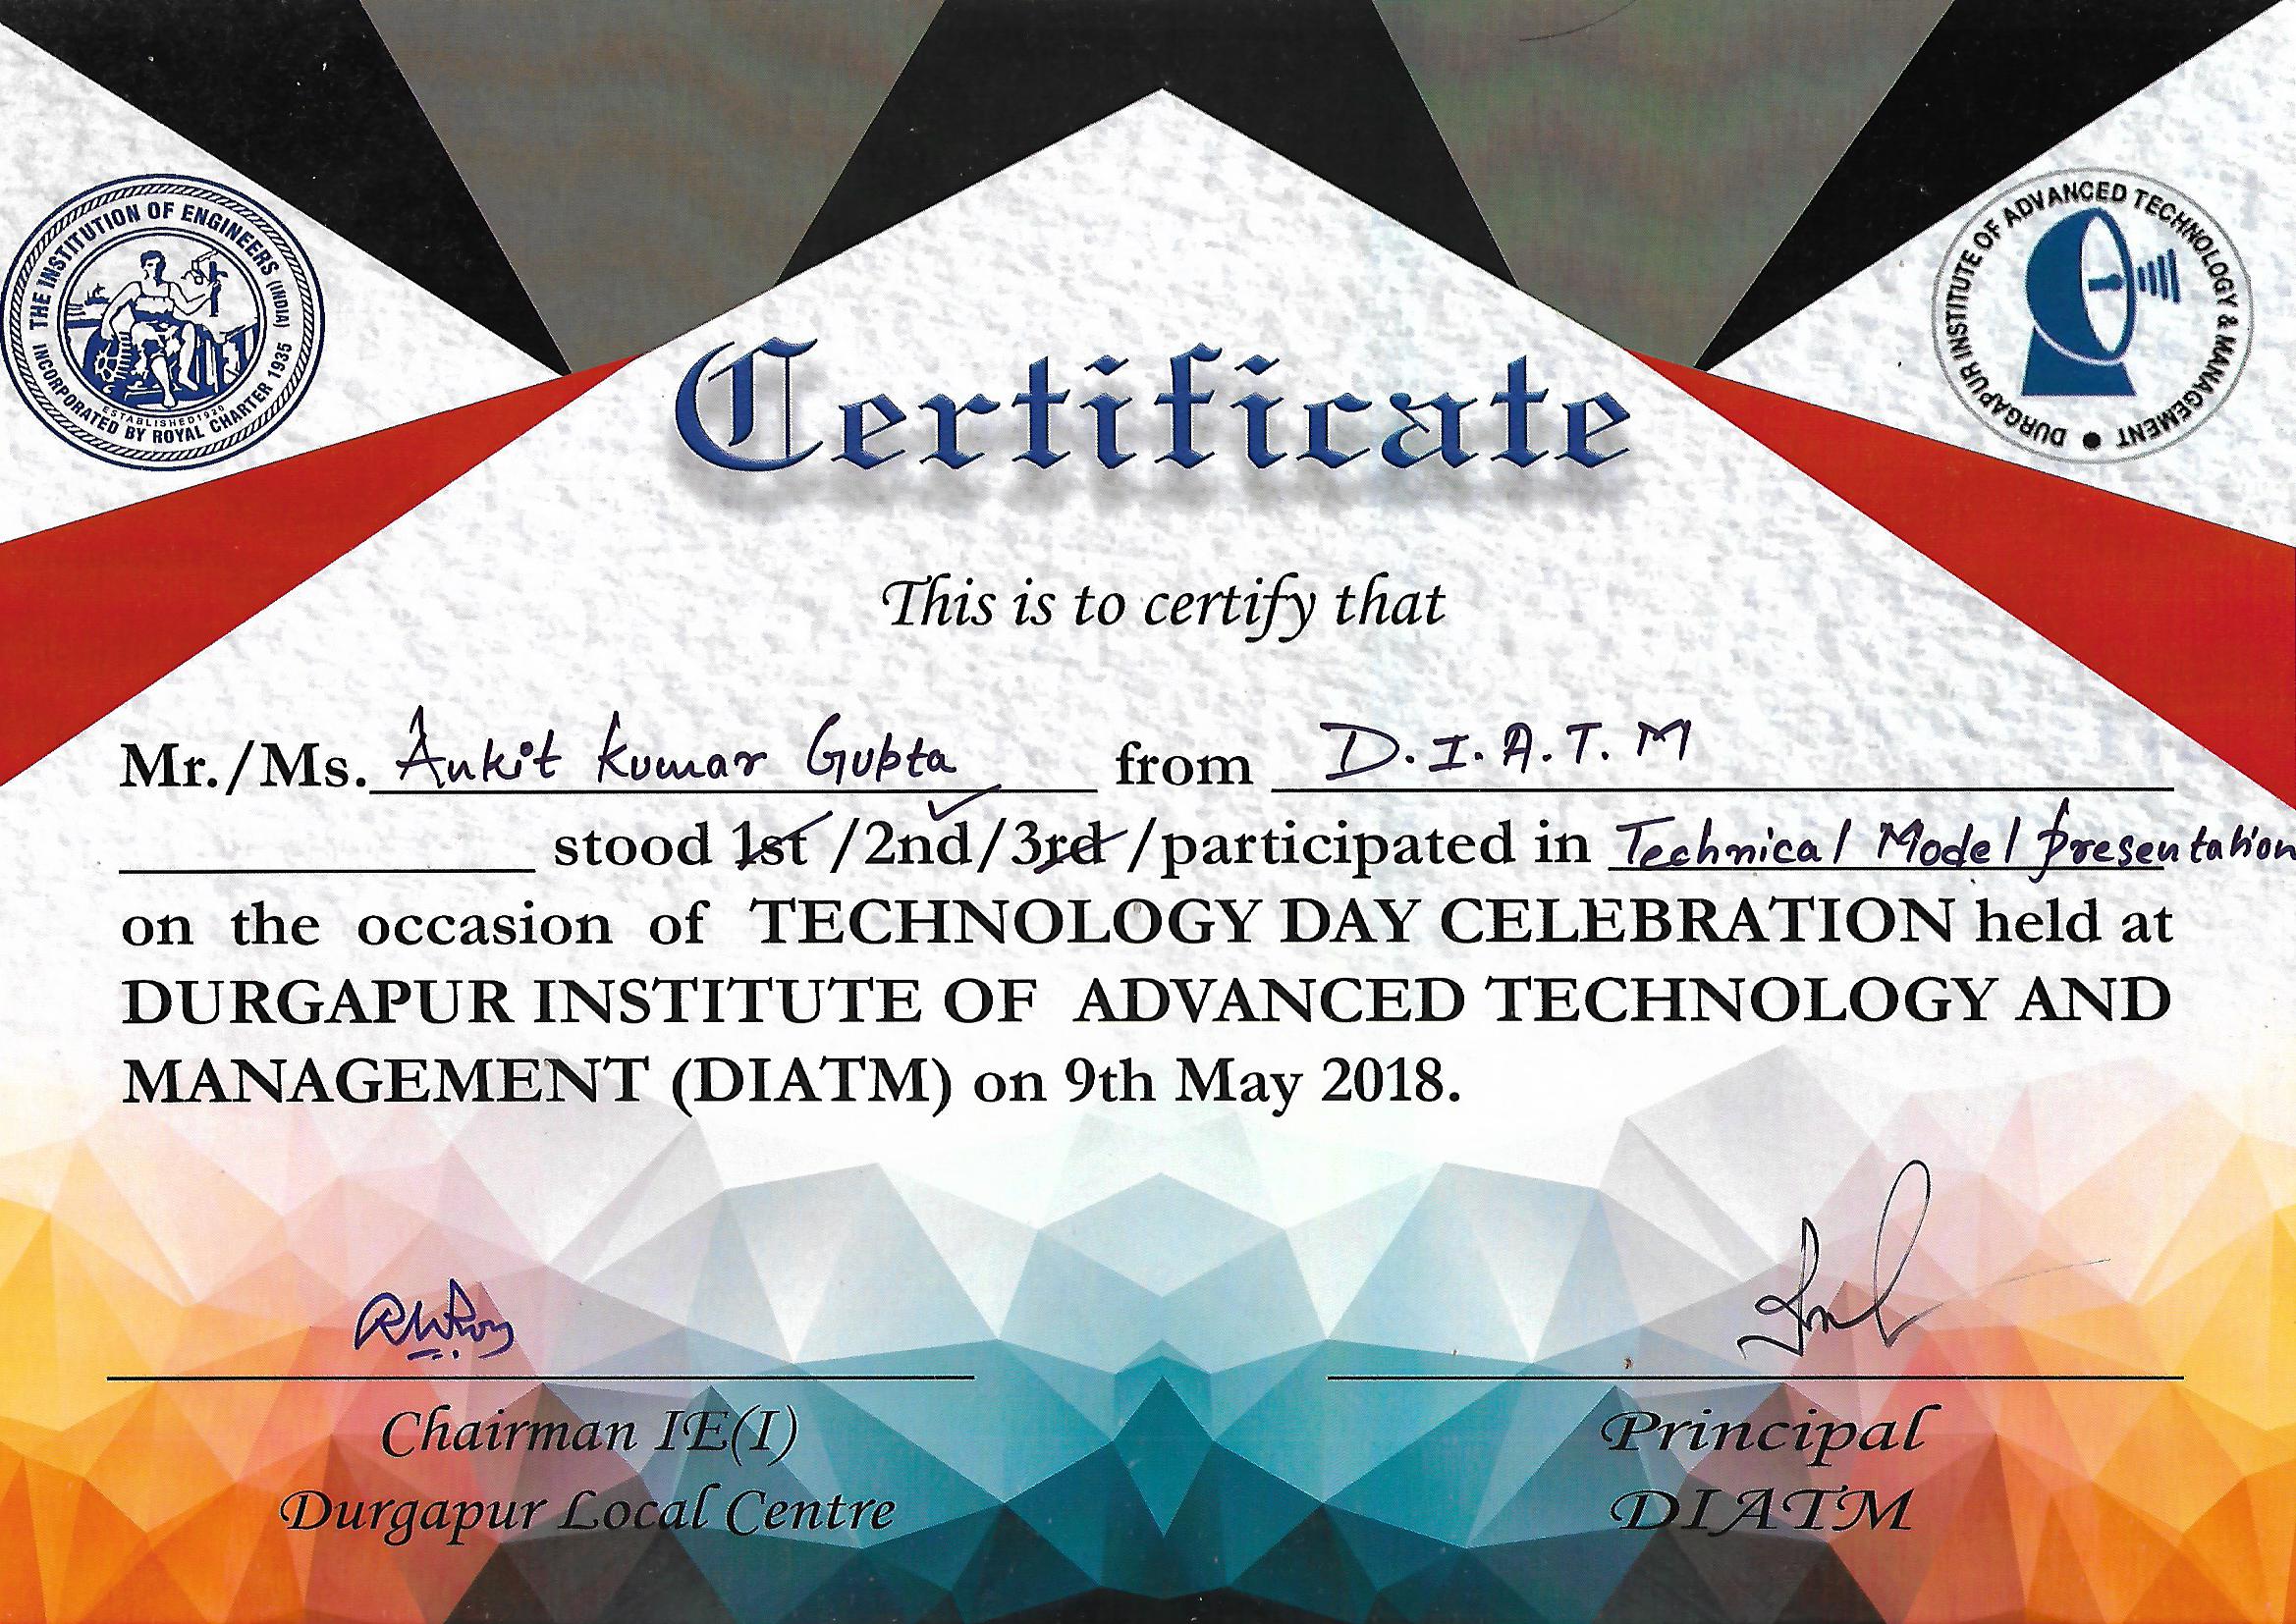 THE INSTITUTION OF ENGINEERS (INDIA)
INCORPORATED BY ROYAL CHARTER 1935
ESTABLISHED 1920
DURGAPUR INSTITUTE OF ADVANCED TECHNOLOGY & MANAGEMENT
Certificate
This is to certify that
Mr./Ms. Ankit Kumar Gupta from D.I.A.T.M
stood 1st /2nd/3rd /participated in Technical Model presentation
on the occasion of TECHNOLOGY DAY CELEBRATION held at
DURGAPUR INSTITUTE OF ADVANCED TECHNOLOGY AND
MANAGEMENT (DIATM) on 9th May 2018.
Chairman IE(I)
Durgapur Local Centre
Principal
DIATM